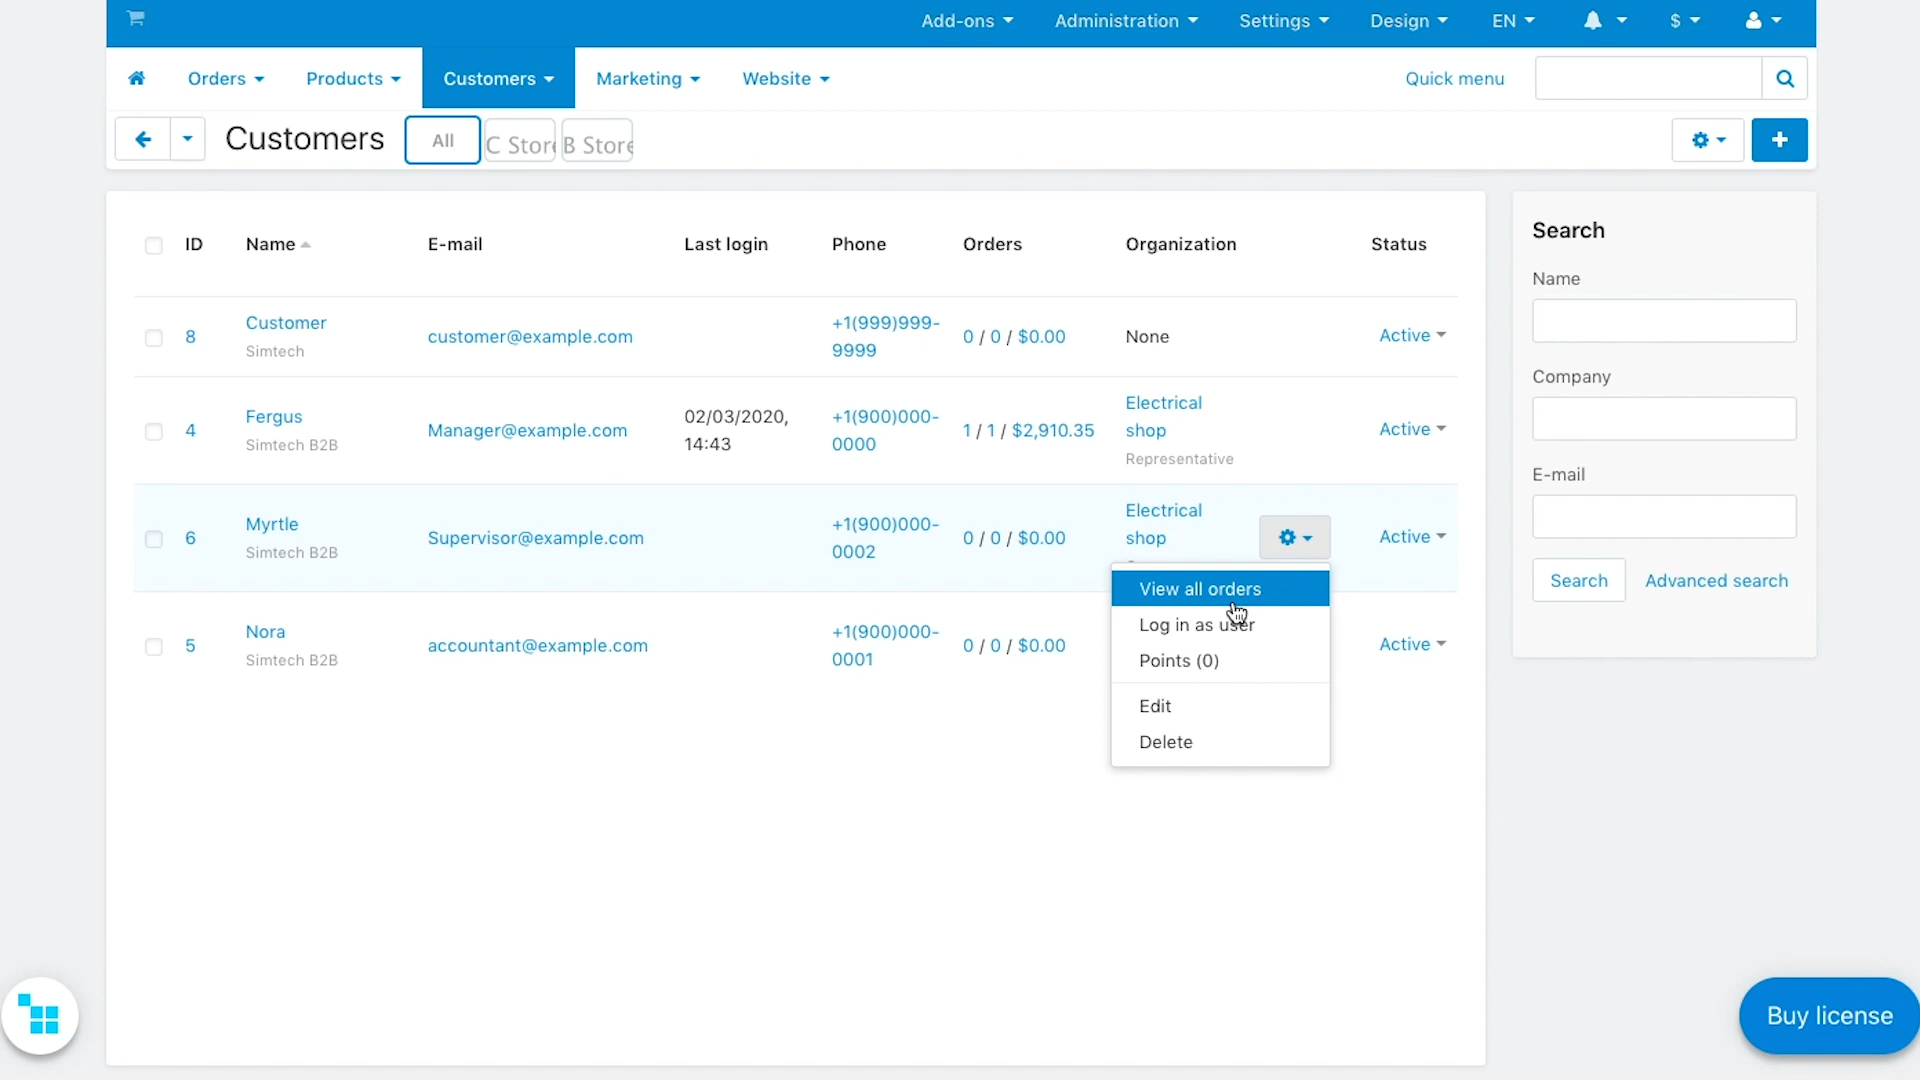 Add-ons Administration Settings Design EN $
Orders Products Customers Marketing Website Quick menu
Customers All C Store B Store
ID Name E-mail Last login Phone Orders Organization Status
8 Customer Simtech customer@example.com +1(999)999-9999 0 / 0 / $0.00 None Active
4 Fergus Simtech B2B Manager@example.com 02/03/2020, 14:43 +1(900)000-0000 1 / 1 / $2,910.35 Electrical shop Representative Active
6 Myrtle Simtech B2B Supervisor@example.com +1(900)000-0002 0 / 0 / $0.00 Electrical shop Active
5 Nora Simtech B2B accountant@example.com +1(900)000-0001 0 / 0 / $0.00 Active
View all orders
Log in as user
Points (0)
Edit
Delete
Search
Name
Company
E-mail
Search Advanced search
Buy license